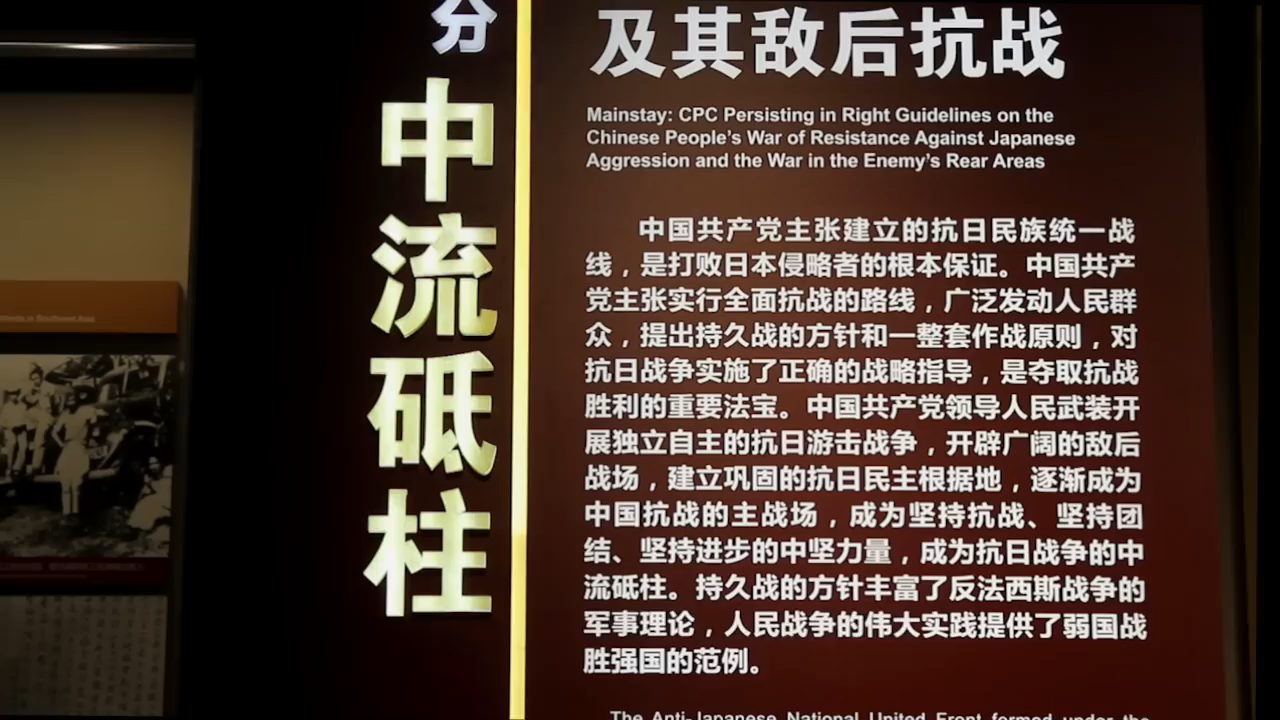 分
中流砥柱
及其敌后抗战
Mainstay: CPC Persisting in Right Guidelines on the
Chinese People's War of Resistance Against Japanese
Aggression and the War in the Enemy's Rear Areas
中国共产党主张建立的抗日民族统一战
线，是打败日本侵略者的根本保证。中国共产
党主张实行全面抗战的路线，广泛发动人民群
众，提出持久战的方针和一整套作战原则，对
抗日战争实施了正确的战略指导，是夺取抗战
胜利的重要法宝。中国共产党领导人民武装开
展独立自主的抗日游击战争，开辟广阔的敌后
战场，建立巩固的抗日民主根据地，逐渐成为
中国抗战的主战场，成为坚持抗战、坚持团
结、坚持进步的中坚力量，成为抗日战争的中
流砥柱。持久战的方针丰富了反法西斯战争的
军事理论，人民战争的伟大实践提供了弱国战
胜强国的范例。
The Anti-Japanese National United Front formed under the